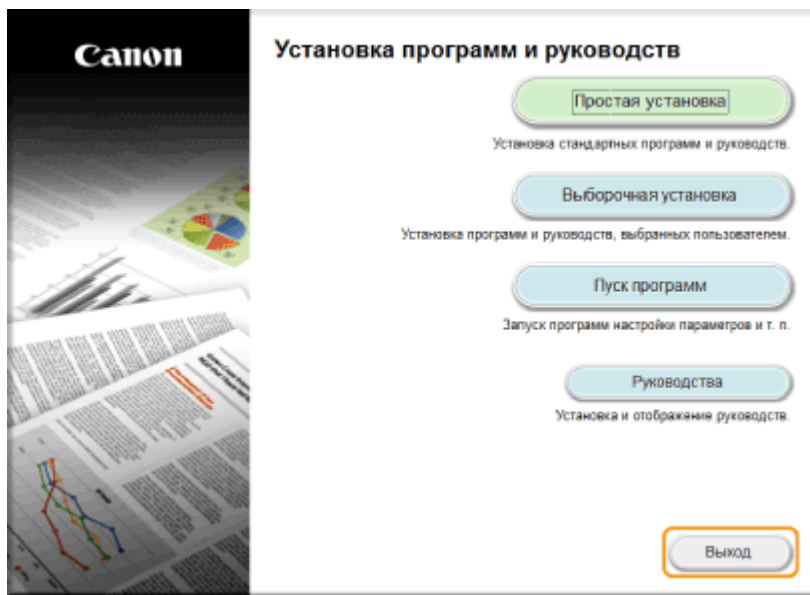 Canon
Установка программ и руководств
Простая установка
Установка стандартных программ и руководств.
Выборочная установка
Установка программ и руководств, выбранных пользователем.
Пуск программ
Запуск программ настройки параметров и т. п.
Руководства
Установка и отображение руководств.
Выход